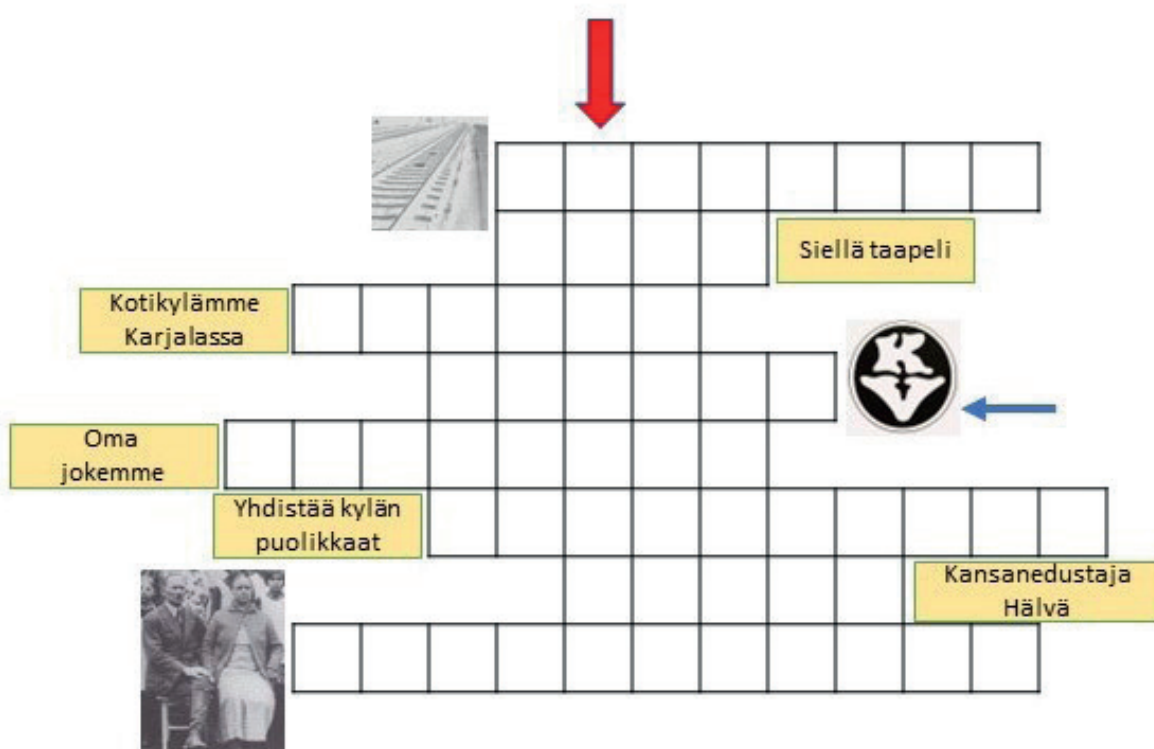 Siellä taapeli
Kotikylämme
Karjalassa
K
Oma
jokemme
Yhdistää kylän
puolikkaat
Kansanedustaja
Hälvä